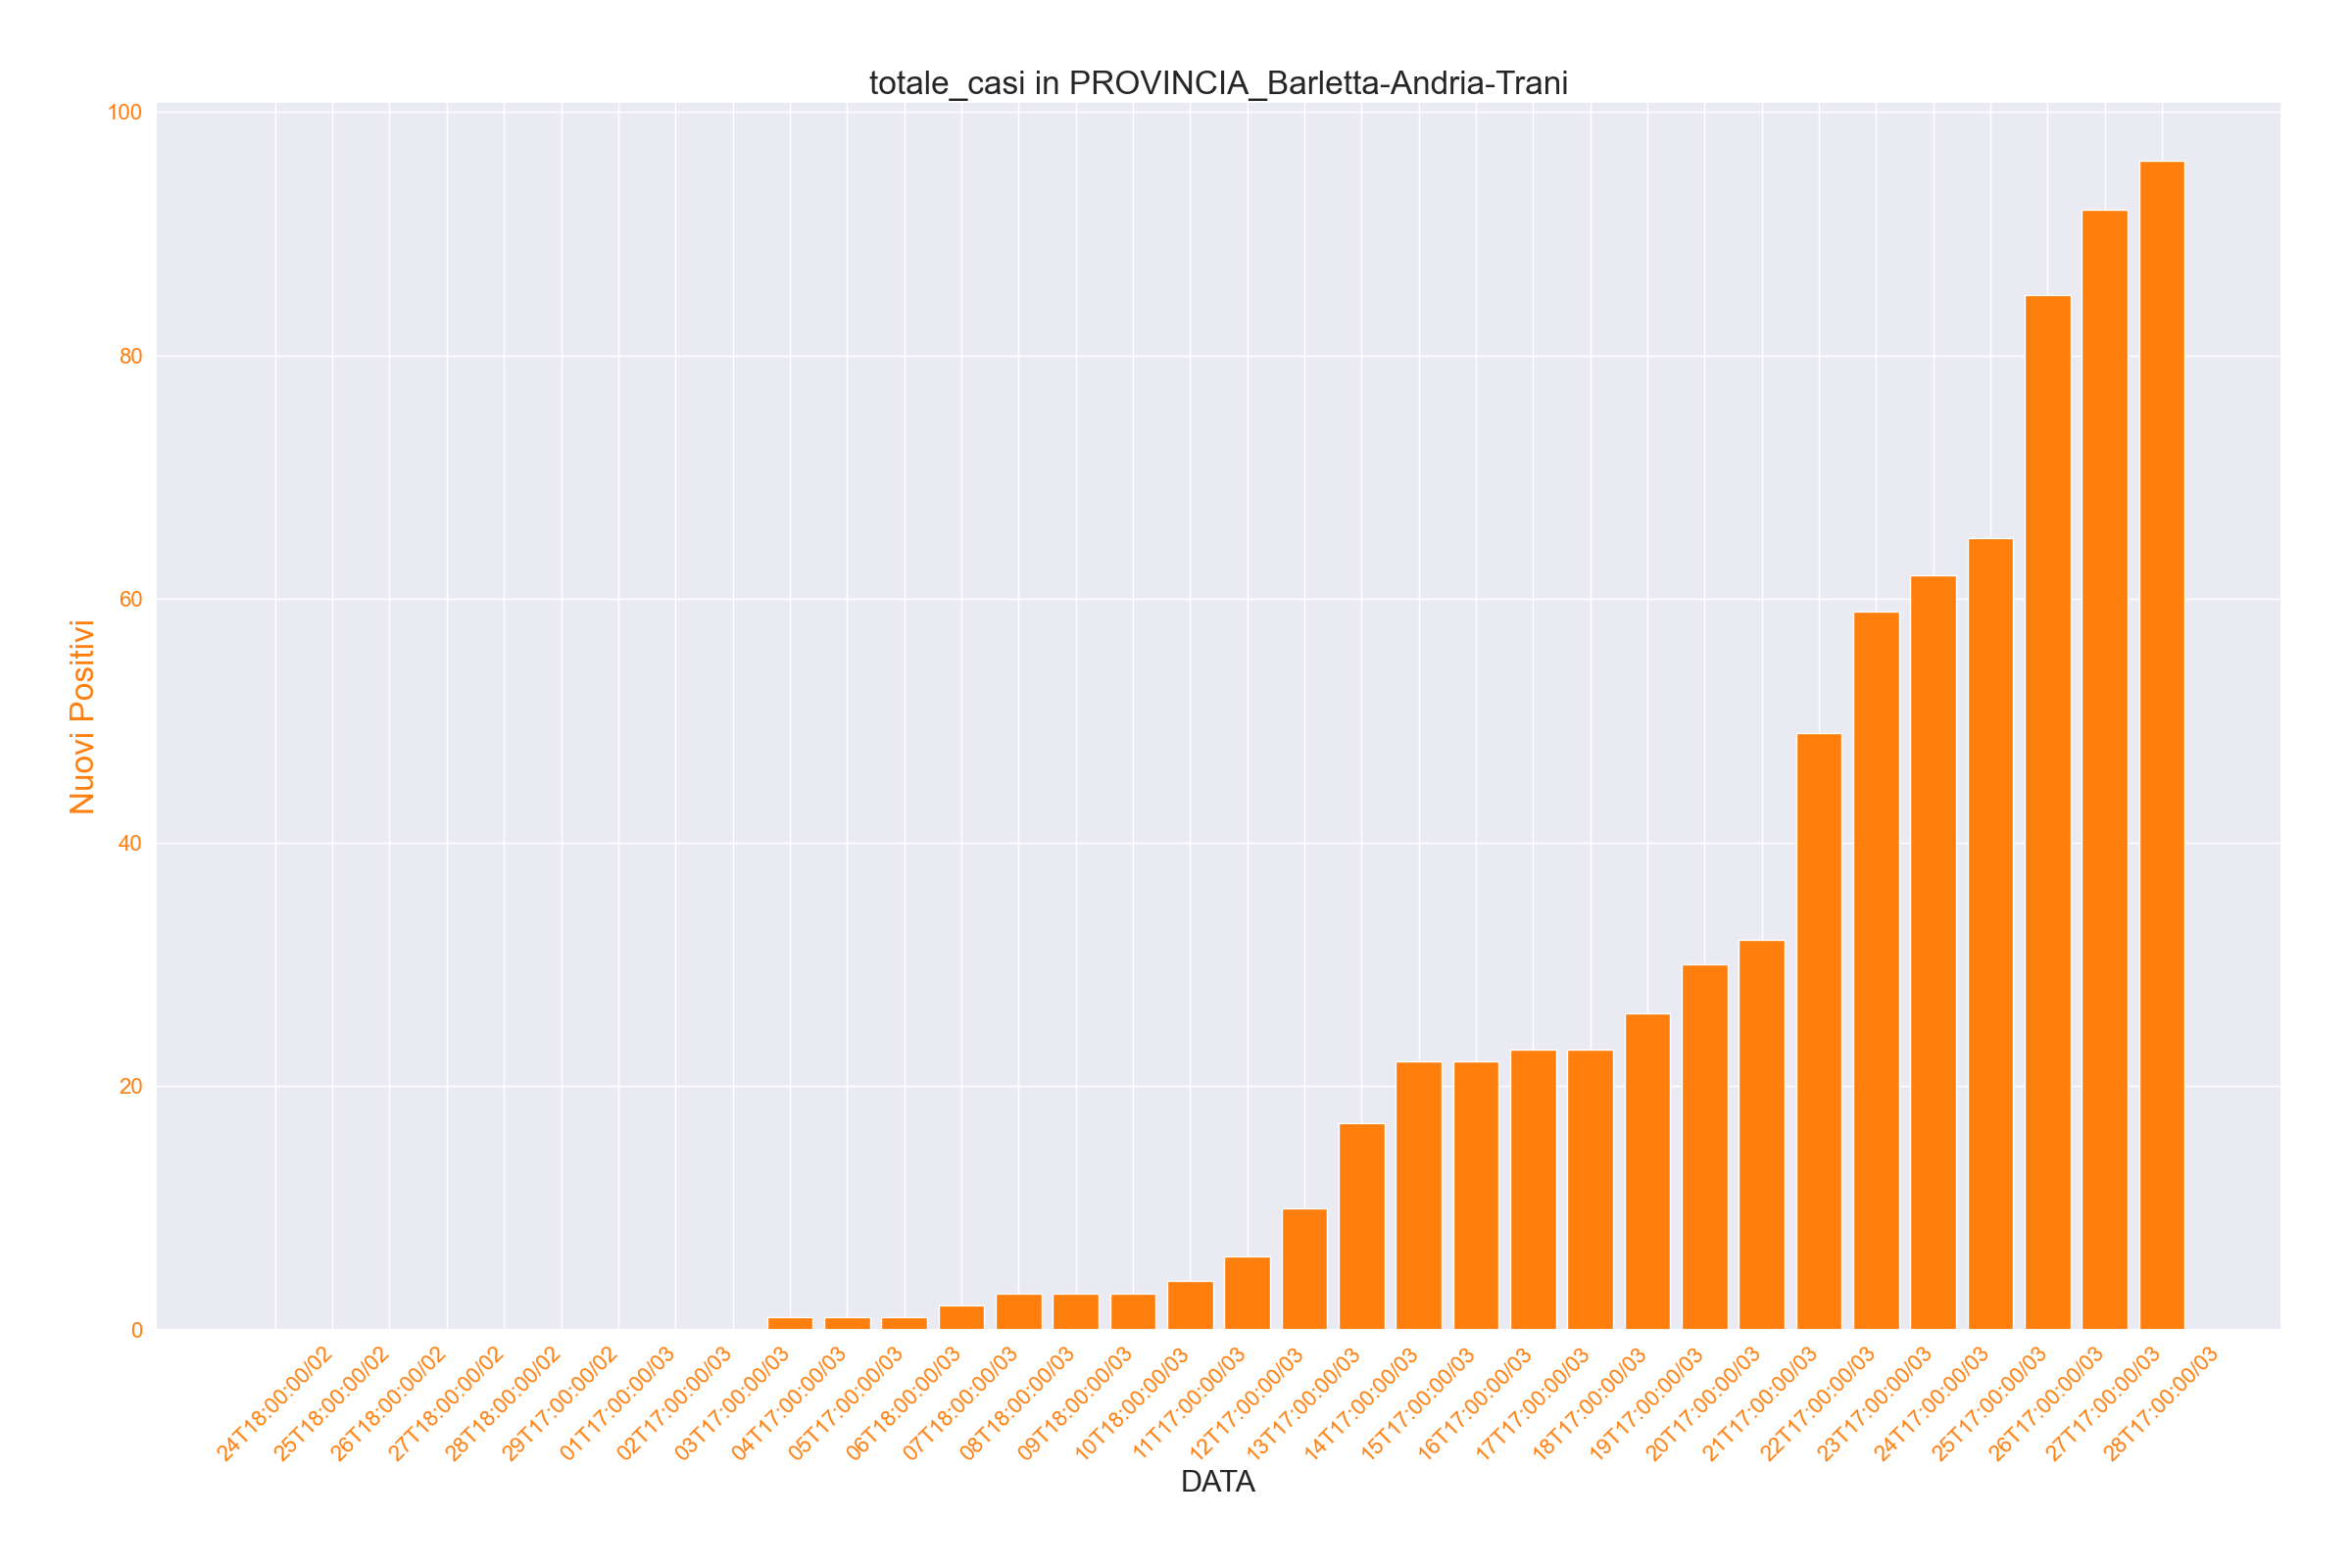 totale_casi in PROVINCIA_Barletta-Andria-Trani
100
80
60
40
20
0
Nuovi Positivi
24T18:00:00/02
25T18:00:00/02
26T18:00:00/02
27T18:00:00/02
28T18:00:00/02
29T17:00:00/02
01T17:00:00/03
02T17:00:00/03
03T17:00:00/03
04T17:00:00/03
05T17:00:00/03
06T18:00:00/03
07T18:00:00/03
08T18:00:00/03
09T18:00:00/03
10T18:00:00/03
11T17:00:00/03
12T17:00:00/03
13T17:00:00/03
14T17:00:00/03
15T17:00:00/03
16T17:00:00/03
17T17:00:00/03
18T17:00:00/03
19T17:00:00/03
20T17:00:00/03
21T17:00:00/03
22T17:00:00/03
23T17:00:00/03
24T17:00:00/03
25T17:00:00/03
26T17:00:00/03
27T17:00:00/03
28T17:00:00/03
DATA